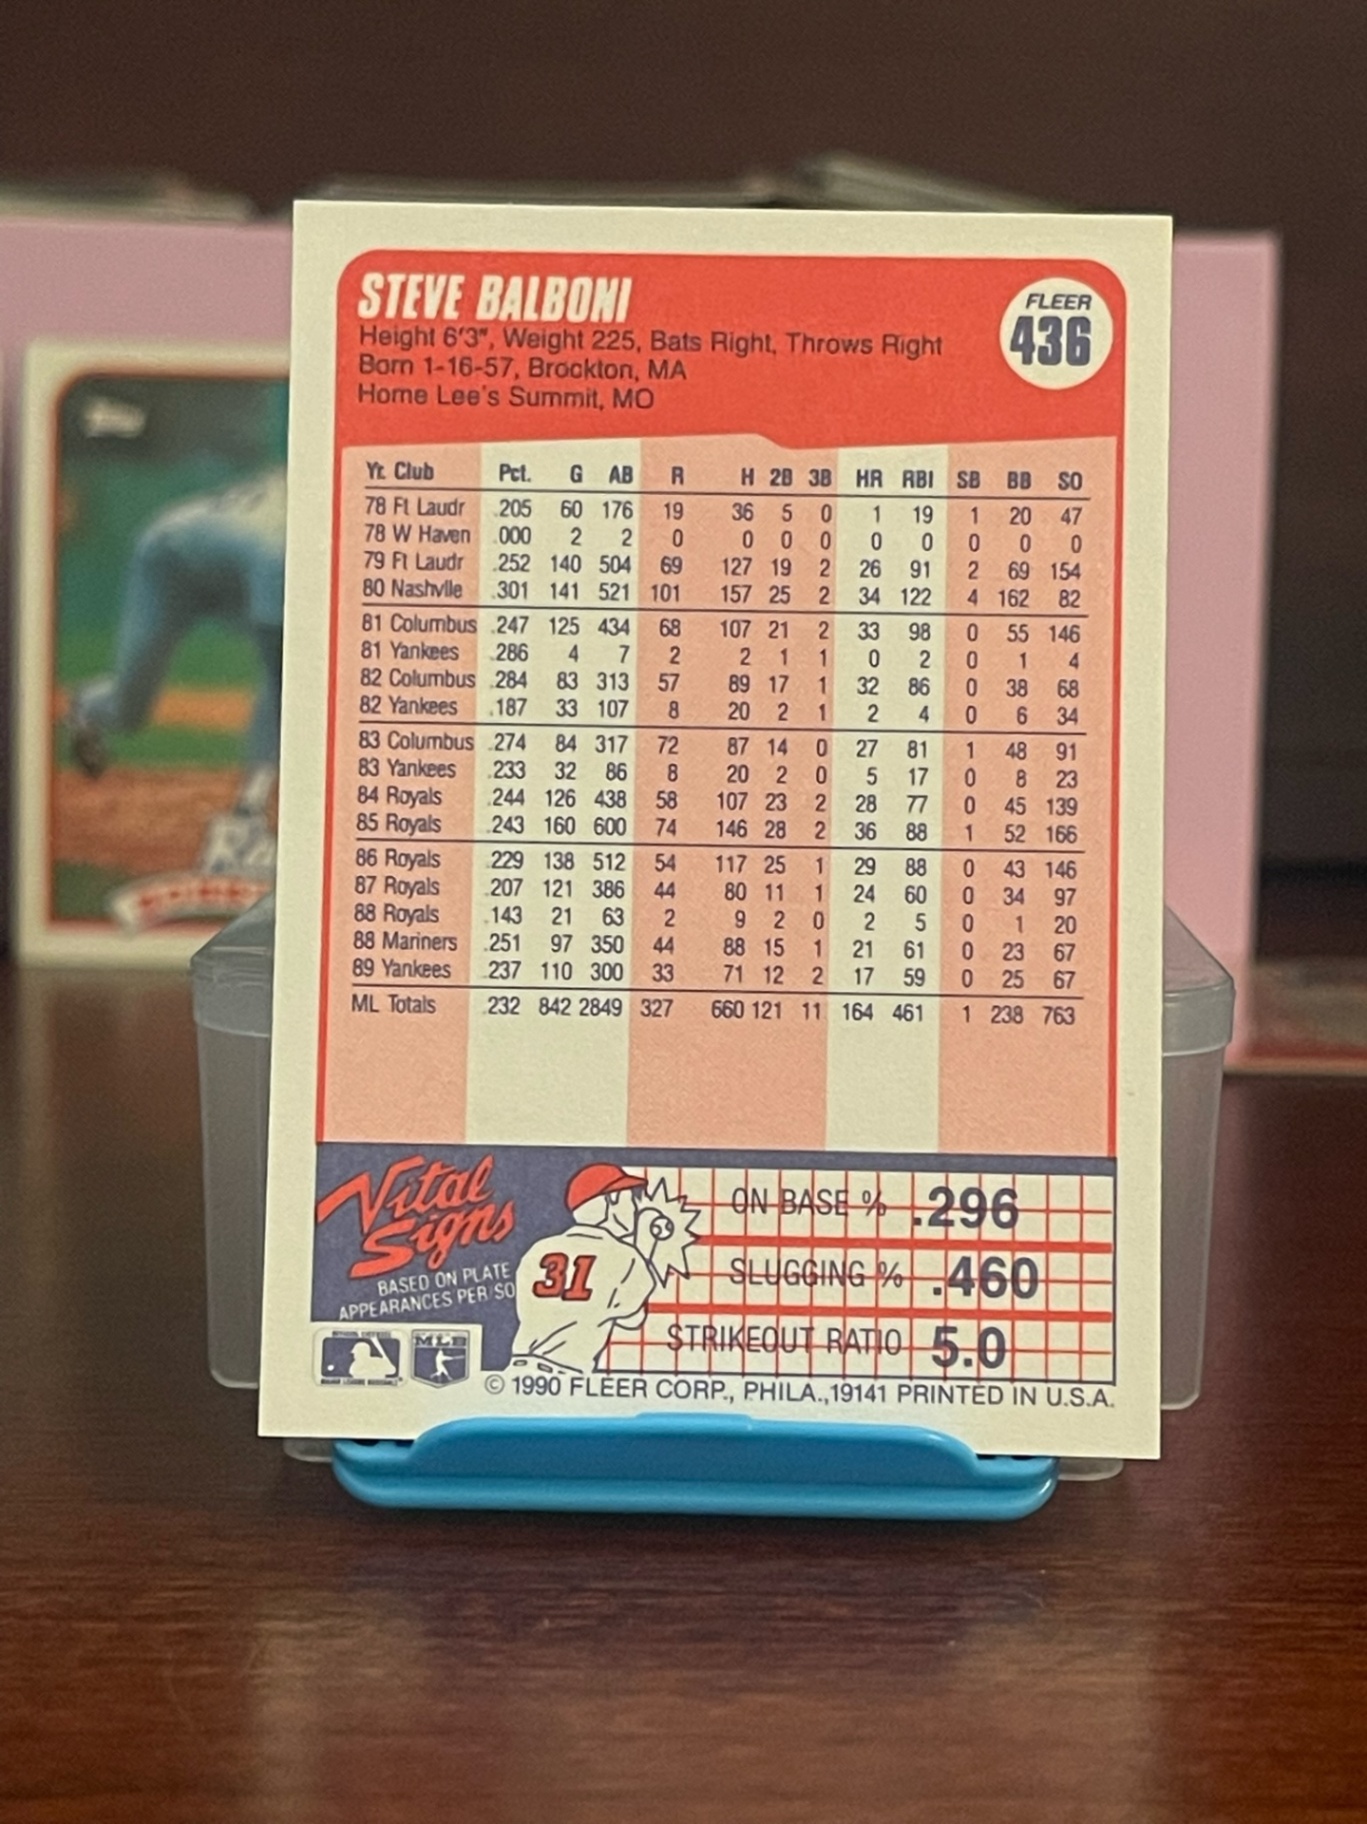 STEVE BALBONI
Height 6'3", Weight 225, Bats Right, Throws Right
Born 1-16-57, Brockton, MA
Home Lee's Summit, MO
FLEER
436
Yr. Club Pct. G AB R H 2B 3B HR RBI SB BB SO
78 Ft Laudr .205 60 176 19 36 5 0 1 19 1 20 47
78 W Haven .000 2 2 0 0 0 0 0 0 0 0 0
79 Ft Laudr .252 140 504 69 127 19 2 26 91 2 69 154
80 Nashvlle .301 141 521 101 157 25 2 34 122 4 162 82
81 Columbus .247 125 434 68 107 21 2 33 98 0 55 146
81 Yankees .286 4 7 2 2 1 1 0 2 0 1 4
82 Columbus .284 83 313 57 89 17 1 32 86 0 38 68
82 Yankees .187 33 107 8 20 2 1 2 4 0 6 34
83 Columbus .274 84 317 72 87 14 0 27 81 1 48 91
83 Yankees .233 32 86 8 20 2 0 5 17 0 8 23
84 Royals .244 126 438 58 107 23 2 28 77 0 45 139
85 Royals .243 160 600 74 146 28 2 36 88 1 52 166
86 Royals .229 138 512 54 117 25 1 29 88 0 43 146
87 Royals .207 121 386 44 80 11 1 24 60 0 34 97
88 Royals .143 21 63 2 9 2 0 2 5 0 1 20
88 Mariners .251 97 350 44 88 15 1 21 61 0 23 67
89 Yankees .237 110 300 33 71 12 2 17 59 0 25 67
ML Totals .232 842 2849 327 660 121 11 164 461 1 238 763
Vital
Signs
BASED ON PLATE
APPEARANCES PER SO
31
ON BASE % .296
SLUGGING % .460
STRIKEOUT RATIO 5.0
MLB
© 1990 FLEER CORP., PHILA.,19141 PRINTED IN U.S.A.